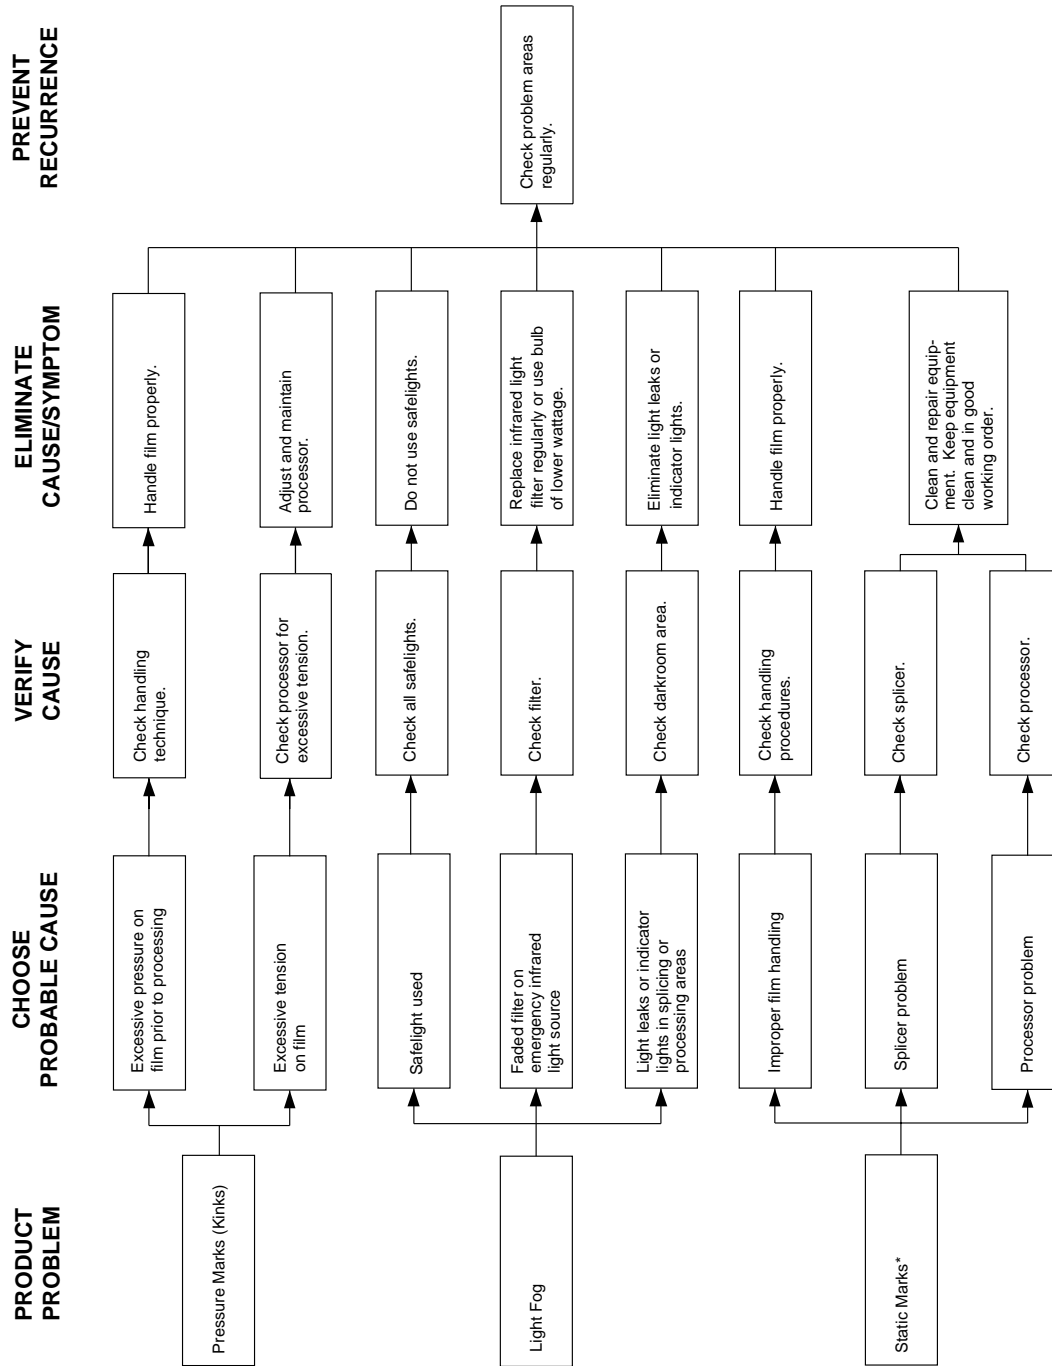 PRODUCT
PROBLEM
CHOOSE
PROBABLE CAUSE
VERIFY
CAUSE
ELIMINATE
CAUSE/SYMPTOM
PREVENT
RECURRENCE
Pressure Marks (Kinks)
Excessive pressure on
film prior to processing
Check handling
technique.
Handle film properly.
Excessive tension
on film
Check processor for
excessive tension.
Adjust and maintain
processor.
Light Fog
Safelight used
Check all safelights.
Do not use safelights.
Faded filter on
emergency infrared
light source
Check filter.
Replace infrared light
filter regularly or use bulb
of lower wattage.
Check problem areas
regularly.
Light leaks or indicator
lights in splicing or
processing areas
Check darkroom area.
Eliminate light leaks or
indicator lights.
Static Marks*
Improper film handling
Check handling
procedures.
Handle film properly.
Splicer problem
Check splicer.
Clean and repair equip-
ment. Keep equipment
clean and in good
working order.
Processor problem
Check processor.